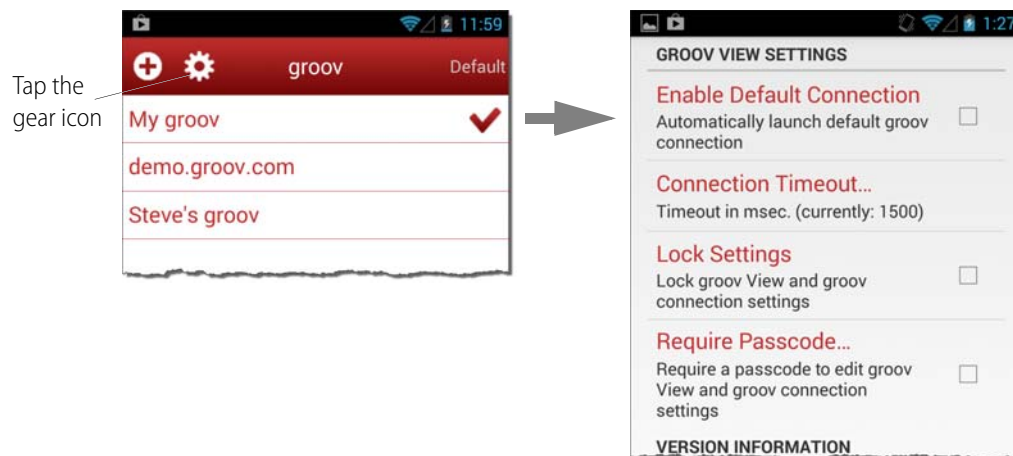 Tap the
gear icon
11:59
groov
Default
My groov
demo.groov.com
Steve's groov
1:27
GROOV VIEW SETTINGS
Enable Default Connection
Automatically launch default groov
connection
Connection Timeout...
Timeout in msec. (currently: 1500)
Lock Settings
Lock groov View and groov
connection settings
Require Passcode...
Require a passcode to edit groov
View and groov connection
settings
VERSION INFORMATION